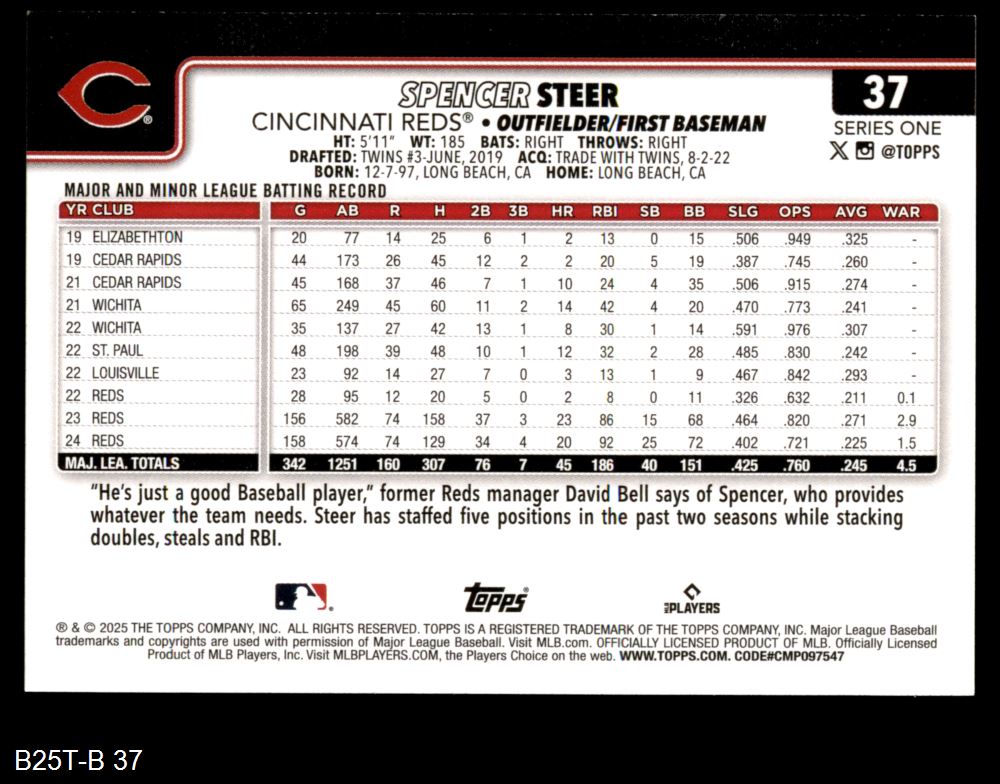 37
SPENCER STEER
CINCINNATI REDS® • OUTFIELDER/FIRST BASEMAN
SERIES ONE
@TOPPS
HT: 5'11" WT: 185 BATS: RIGHT THROWS: RIGHT
DRAFTED: TWINS #3-JUNE, 2019 ACQ: TRADE WITH TWINS, 8-2-22
BORN: 12-7-97, LONG BEACH, CA HOME: LONG BEACH, CA
MAJOR AND MINOR LEAGUE BATTING RECORD
YR CLUB G AB R H 2B 3B HR RBI SB BB SLG OPS AVG WAR
19 ELIZABETHTON 20 77 14 25 6 1 2 13 0 15 .506 .949 .325 -
19 CEDAR RAPIDS 44 173 26 45 12 2 2 20 5 19 .387 .745 .260 -
21 CEDAR RAPIDS 45 168 37 46 7 1 10 24 4 35 .506 .915 .274 -
21 WICHITA 65 249 45 60 11 2 14 42 4 20 .470 .773 .241 -
22 WICHITA 35 137 27 42 13 1 8 30 1 14 .591 .976 .307 -
22 ST. PAUL 48 198 39 48 10 1 12 32 2 28 .485 .830 .242 -
22 LOUISVILLE 23 92 14 27 7 0 3 13 1 9 .467 .842 .293 -
22 REDS 28 95 12 20 5 0 2 8 0 11 .326 .632 .211 0.1
23 REDS 156 582 74 158 37 3 23 86 15 68 .464 .820 .271 2.9
24 REDS 158 574 74 129 34 4 20 92 25 72 .402 .721 .225 1.5
MAJ. LEA. TOTALS 342 1251 160 307 76 7 45 186 40 151 .425 .760 .245 4.5
"He's just a good Baseball player," former Reds manager David Bell says of Spencer, who provides
whatever the team needs. Steer has staffed five positions in the past two seasons while stacking
doubles, steals and RBI.
Topps®
MLB PLAYERS
® & © 2025 THE TOPPS COMPANY, INC. ALL RIGHTS RESERVED. TOPPS IS A REGISTERED TRADEMARK OF THE TOPPS COMPANY, INC. Major League Baseball
trademarks and copyrights are used with permission of Major League Baseball. Visit MLB.com. OFFICIALLY LICENSED PRODUCT OF MLB. Officially Licensed
Product of MLB Players, Inc. Visit MLBPLAYERS.COM, the Players Choice on the web. WWW.TOPPS.COM. CODE#CMP097547
B25T-B 37